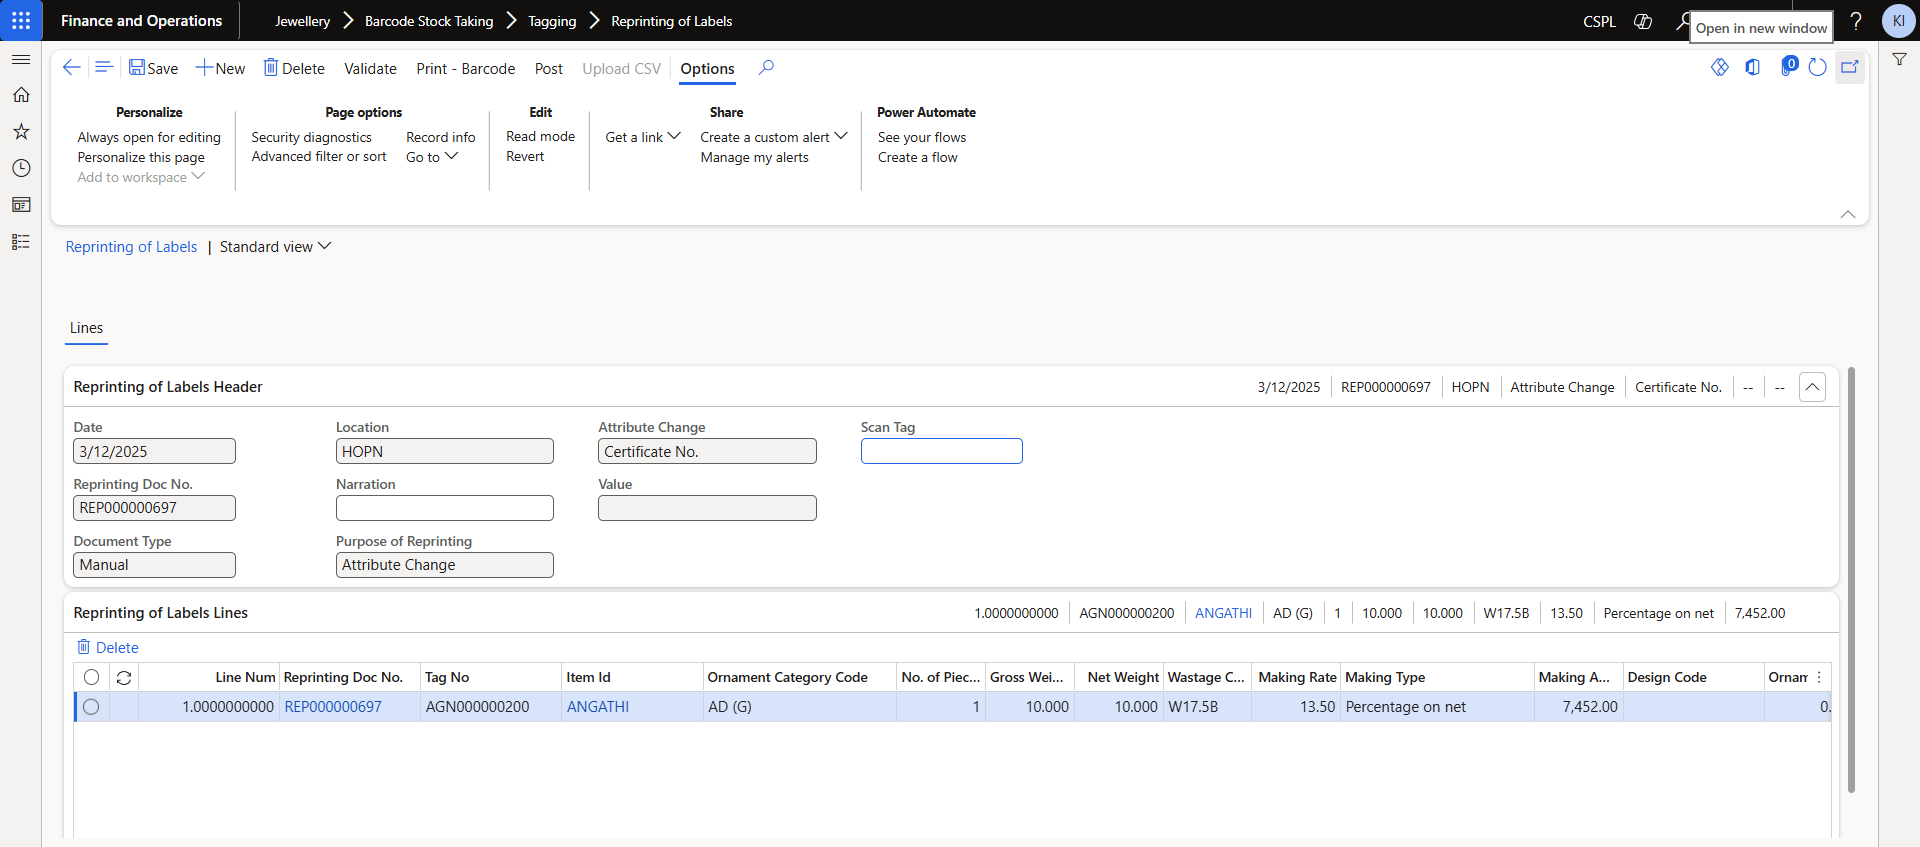 Finance and Operations
Jewellery > Barcode Stock Taking > Tagging > Reprinting of Labels
CSPL
Open in new window
?
KI
Save
New
Delete
Validate
Print - Barcode
Post
Upload CSV
Options
0
Personalize
Always open for editing
Personalize this page
Add to workspace
Page options
Security diagnostics
Advanced filter or sort
Record info
Go to
Edit
Read mode
Revert
Share
Get a link
Create a custom alert
Manage my alerts
Power Automate
See your flows
Create a flow
Reprinting of Labels | Standard view
Lines
Reprinting of Labels Header
3/12/2025 | REP000000697 | HOPN | Attribute Change | Certificate No. | -- | --
Date
3/12/2025
Reprinting Doc No.
REP000000697
Document Type
Manual
Location
HOPN
Narration
Purpose of Reprinting
Attribute Change
Attribute Change
Certificate No.
Value
Scan Tag
Reprinting of Labels Lines
1.0000000000 | AGN000000200 | ANGATHI | AD (G) | 1 | 10.000 | 10.000 | W17.5B | 13.50 | Percentage on net | 7,452.00
Delete
Line Num Reprinting Doc No. Tag No Item Id Ornament Category Code No. of Piec... Gross Wei... Net Weight Wastage C... Making Rate Making Type Making A... Design Code Ornam
1.0000000000 REP000000697 AGN000000200 ANGATHI AD (G) 1 10.000 10.000 W17.5B 13.50 Percentage on net 7,452.00 0.